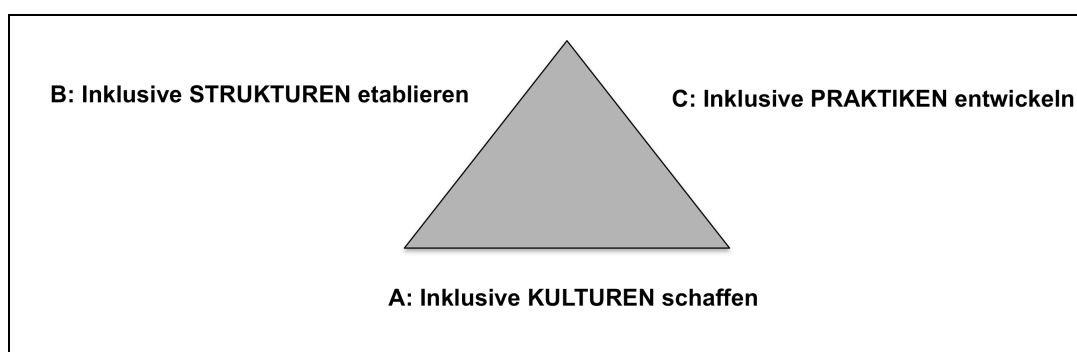 B: Inklusive STRUKTUREN etablieren
C: Inklusive PRAKTIKEN entwickeln
A: Inklusive KULTUREN schaffen